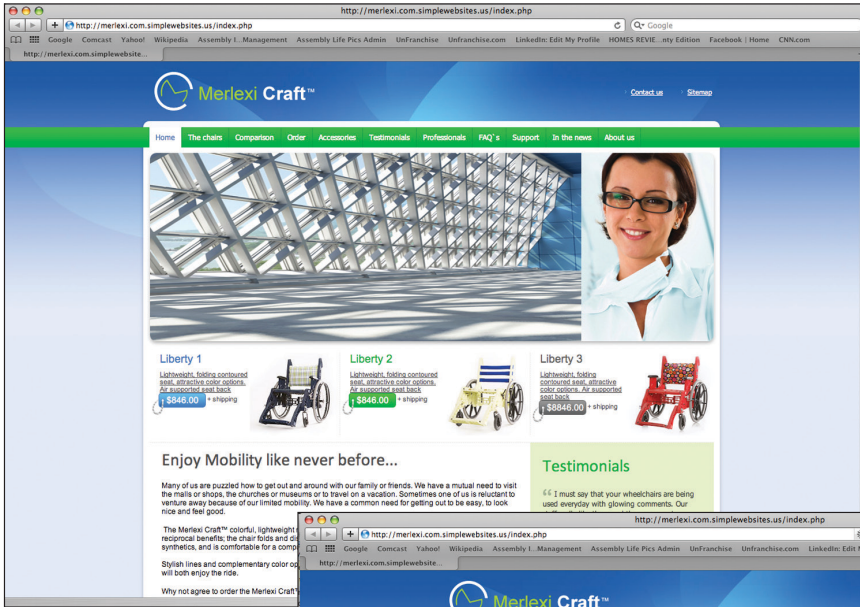 http://merlexi.com.simplewebsites.us/index.php
http://merlexi.com.simplewebsites.us/index.php
Google
Google Comcast Yahoo! Wikipedia Assembly I...Management Assembly Life Pics Admin UnFranchise Unfranchise.com LinkedIn: Edit My Profile HOMES REVIE...nty Edition Facebook | Home CNN.com
http://merlexi.com.simplewebsite...
Merlexi Craft™
Contact us Sitemap
Home The chairs Comparison Order Accessories Testimonials Professionals FAQ`s Support In the news About us
Liberty 1
Lightweight, folding contoured
seat, attractive color options.
Air supported seat back
$846.00 + shipping
Liberty 2
Lightweight, folding contoured
seat, attractive color options.
Air supported seat back
$846.00 + shipping
Liberty 3
Lightweight, folding
contoured seat, attractive
color options. Air supported
seat back
$8846.00 + shipping
Enjoy Mobility like never before...
Many of us are puzzled how to get out and around with our family or friends. We have a mutual need to visit
the malls or shops, the churches or museums or to travel on a vacation. Sometimes one of us is reluctant to
venture away because of our limited mobility. We have a common need for getting out to be easy, to look
nice and feel good.
The Merlexi Craft™ colorful, lightweight
reciprocal benefits; the chair folds and
synthetics, and is comfortable for a
Stylish lines and complementary color
will both enjoy the ride.
Why not agree to order the Merlexi Craft™
Testimonials
“ I must say that your wheelchairs are being
used everyday with glowing comments. Our
http://merlexi.com.simplewebsites.us/index.php
http://merlexi.com.simplewebsites.us/index.php
Google Comcast Yahoo! Wikipedia Assembly I...Management Assembly Life Pics Admin UnFranchise Unfranchise.com LinkedIn: Edit
http://merlexi.com.simplewebsite...
Merlexi Craft™